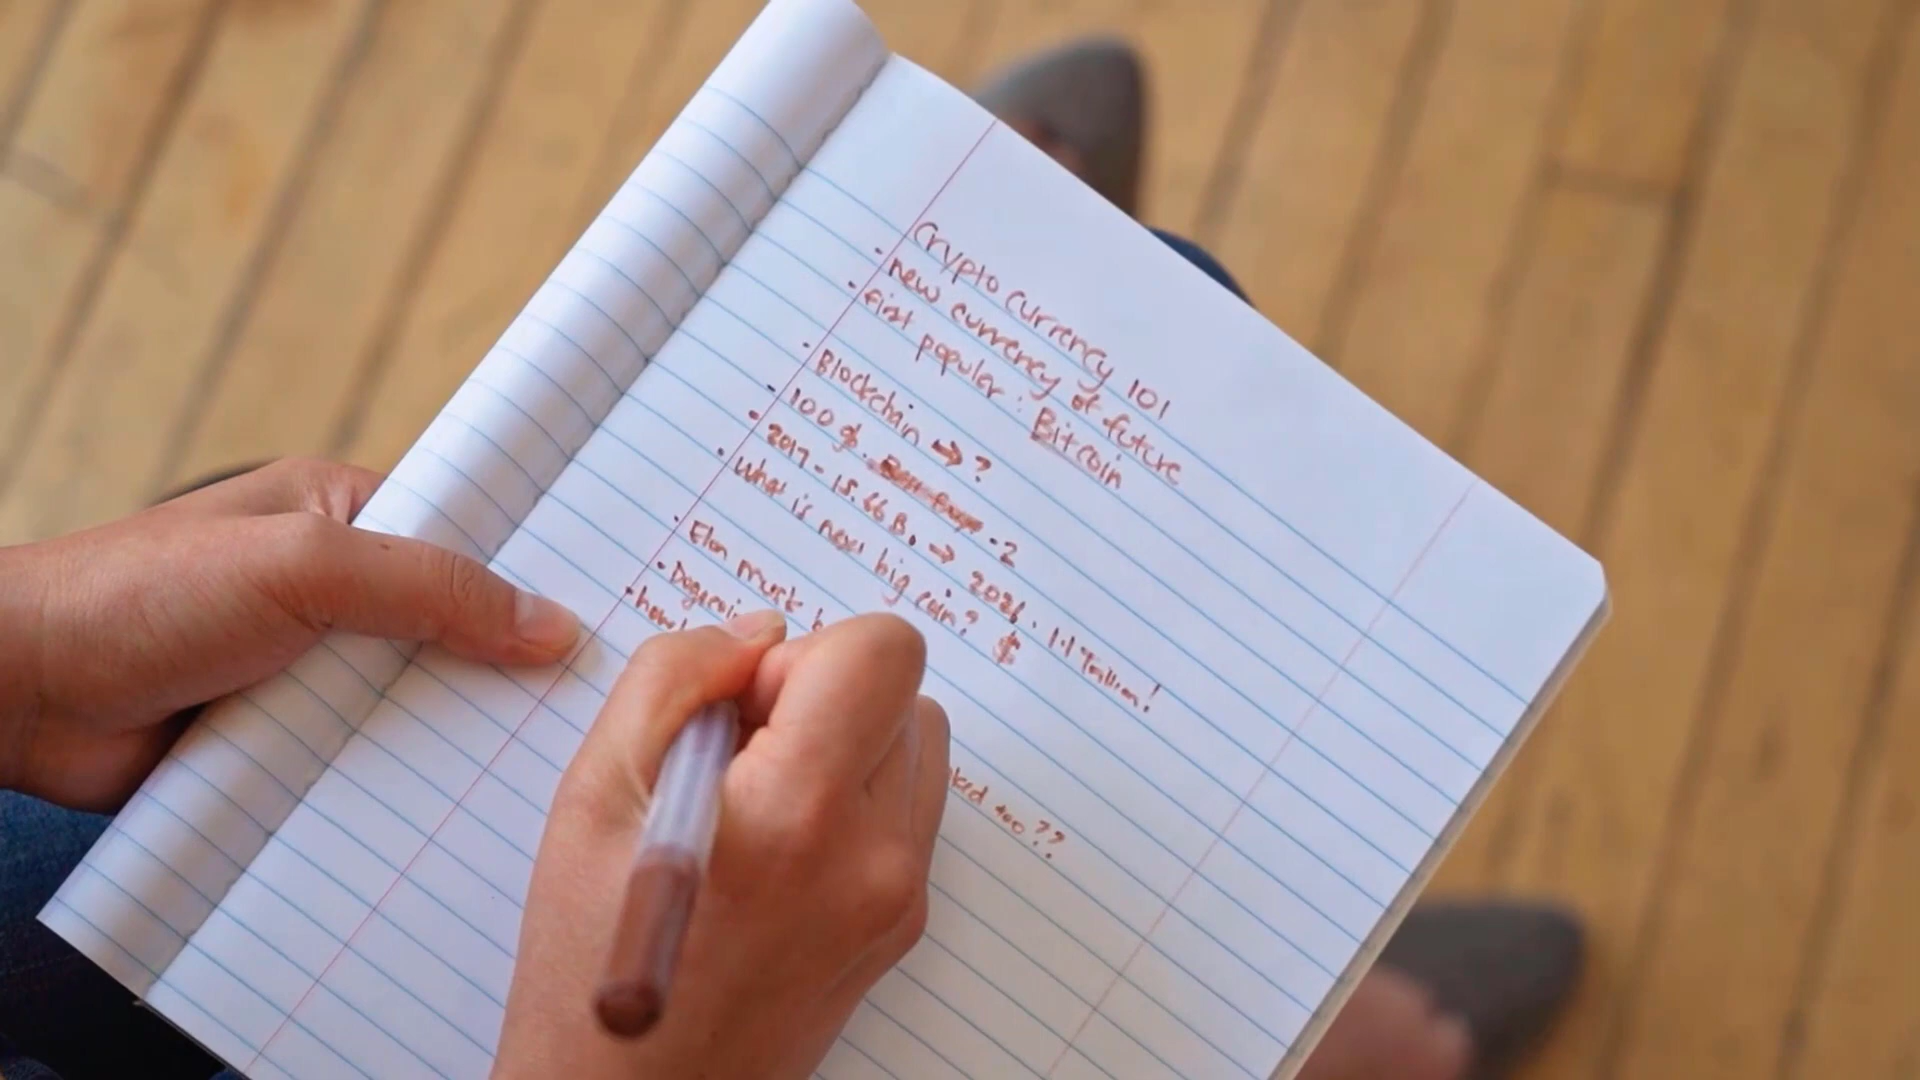 Crypto Currency 101
- new currency of future
- first popular : Bitcoin
- Blockchain → ?
- 100 $ . -2
- 2017 - 15.66 B. → 2021 . 1.1 Trillion!
- What is next big coin? $
- Elon Musk
- Dogecoin
- how
ked too ??